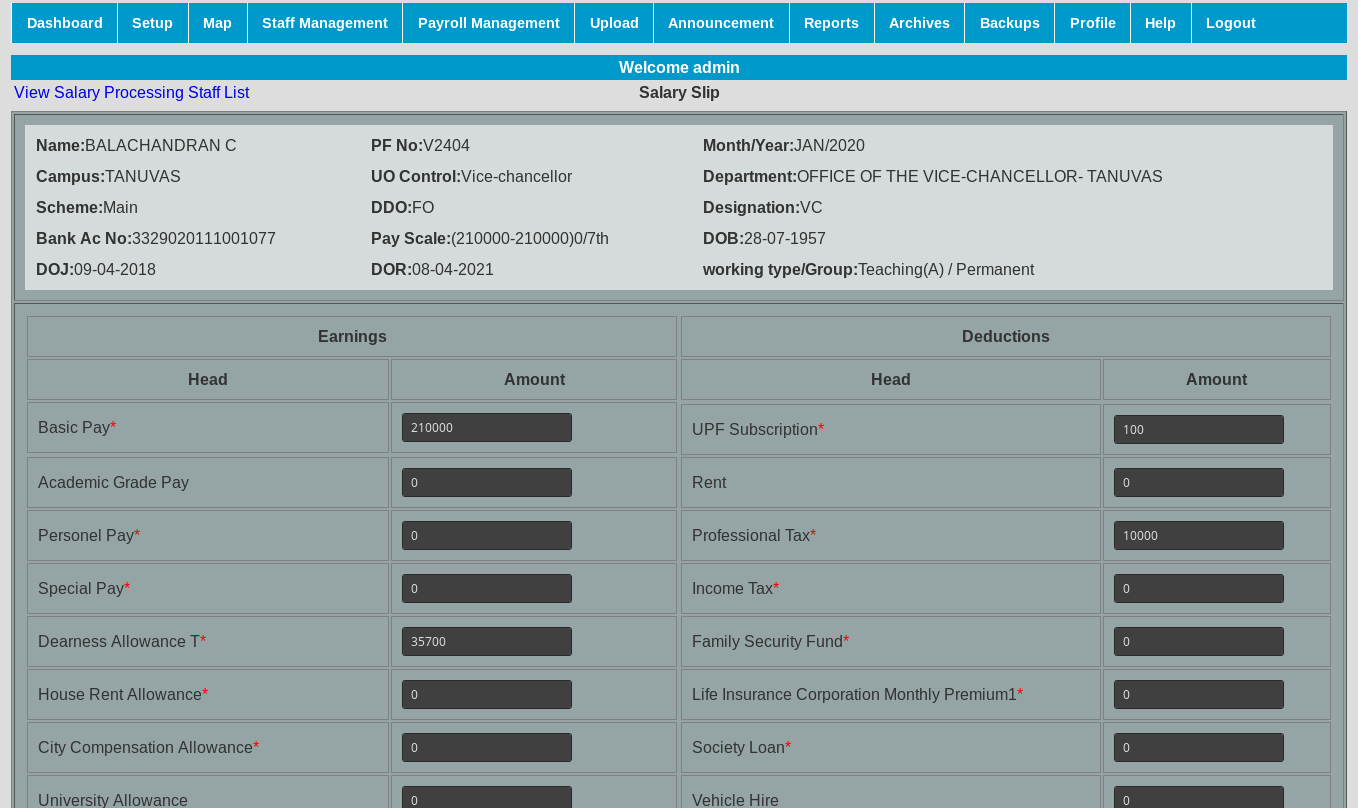 Dashboard Setup Map Staff Management Payroll Management Upload Announcement Reports Archives Backups Profile Help Logout
Welcome admin
View Salary Processing Staff List Salary Slip
Name:BALACHANDRAN C PF No:V2404 Month/Year:JAN/2020
Campus:TANUVAS UO Control:Vice-chancellor Department:OFFICE OF THE VICE-CHANCELLOR- TANUVAS
Scheme:Main DDO:FO Designation:VC
Bank Ac No:3329020111001077 Pay Scale:(210000-210000)0/7th DOB:28-07-1957
DOJ:09-04-2018 DOR:08-04-2021 working type/Group:Teaching(A) / Permanent
Earnings Deductions
Head Amount Head Amount
Basic Pay* 210000 UPF Subscription* 100
Academic Grade Pay 0 Rent 0
Personel Pay* 0 Professional Tax* 10000
Special Pay* 0 Income Tax* 0
Dearness Allowance T* 35700 Family Security Fund* 0
House Rent Allowance* 0 Life Insurance Corporation Monthly Premium1* 0
City Compensation Allowance* 0 Society Loan* 0
University Allowance 0 Vehicle Hire 0